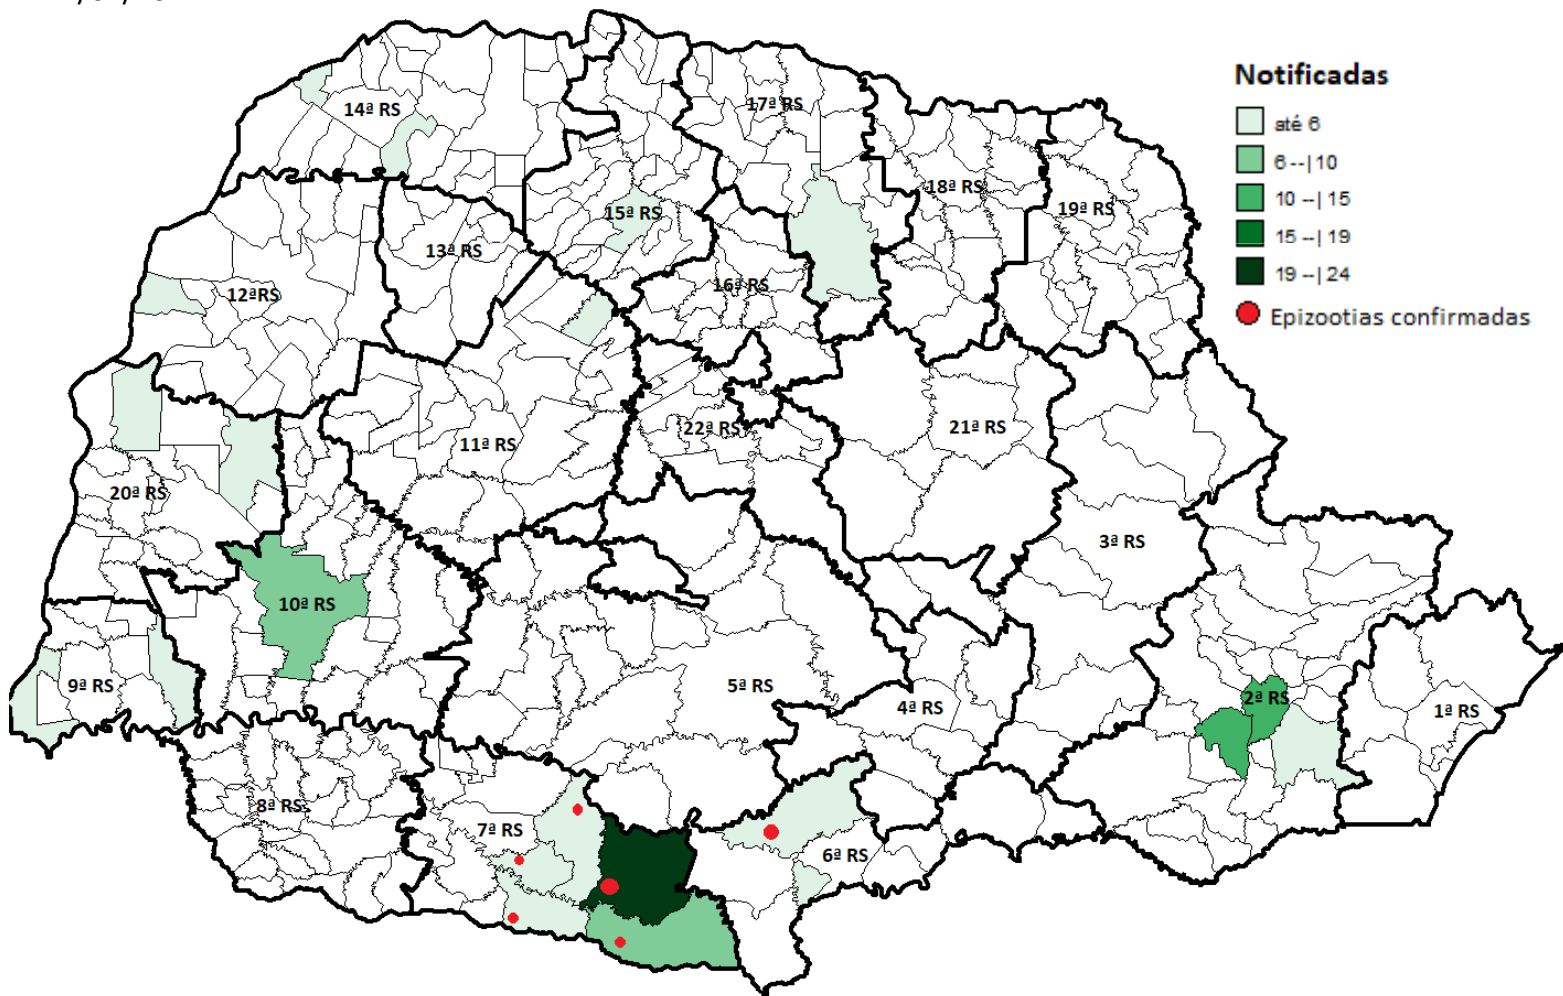 Notificadas
até 6
6 --| 10
10 --| 15
15 --| 19
19 --| 24
Epizootias confirmadas
14ª RS
17ª RS
18ª RS
19ª RS
15ª RS
13ª RS
16ª RS
12ªRS
22ª RS
21ª RS
11ª RS
20ª RS
3ª RS
10ª RS
9ª RS
5ª RS
4ª RS
2ª RS
1ª RS
8ª RS
7ª RS
6ª RS